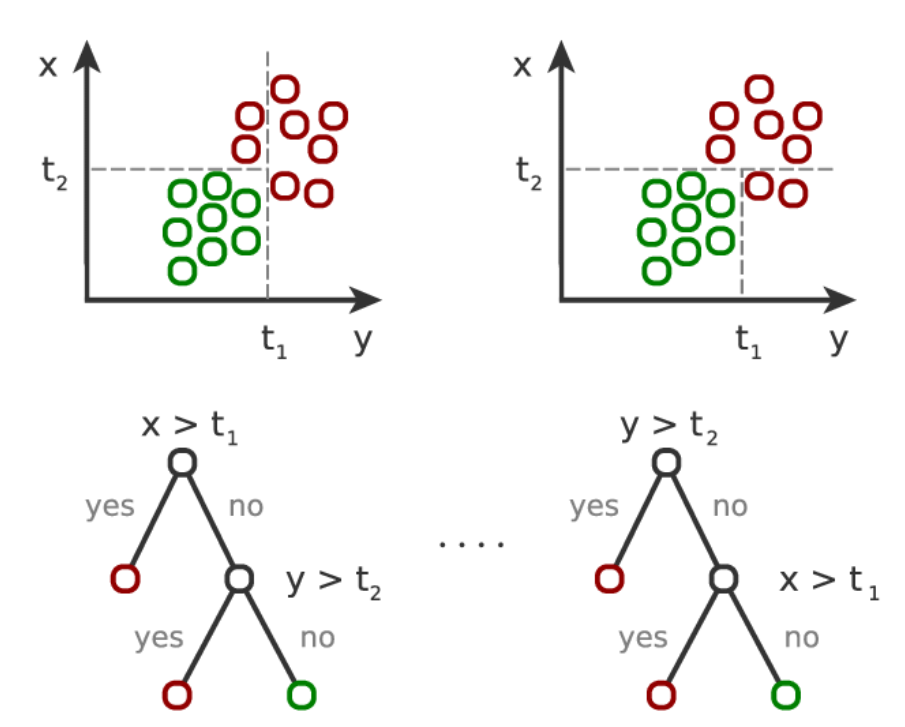 x
x
t2
t2
t1
y
t1
y
x > t1
y > t2
yes
no
yes
no
....
y > t2
x > t1
yes
no
yes
no